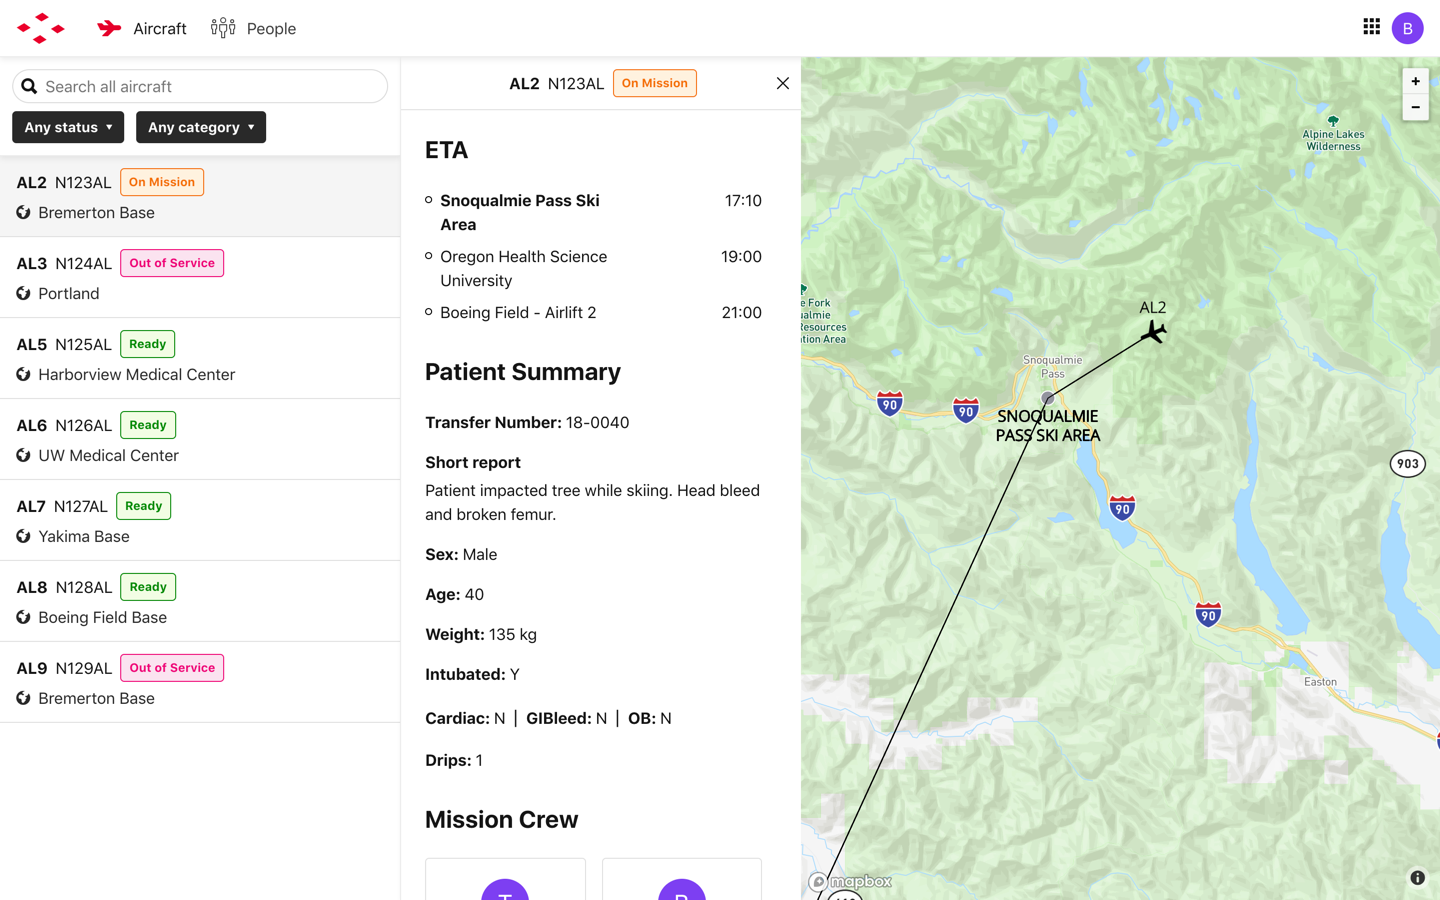 Aircraft
People
B
Search all aircraft
Any status
Any category
AL2 N123AL On Mission
Bremerton Base
AL3 N124AL Out of Service
Portland
AL5 N125AL Ready
Harborview Medical Center
AL6 N126AL Ready
UW Medical Center
AL7 N127AL Ready
Yakima Base
AL8 N128AL Ready
Boeing Field Base
AL9 N129AL Out of Service
Bremerton Base
AL2 N123AL On Mission
ETA
Snoqualmie Pass Ski 17:10
Area
Oregon Health Science 19:00
University
Boeing Field - Airlift 2 21:00
Patient Summary
Transfer Number: 18-0040
Short report
Patient impacted tree while skiing. Head bleed
and broken femur.
Sex: Male
Age: 40
Weight: 135 kg
Intubated: Y
Cardiac: N | GIBleed: N | OB: N
Drips: 1
Mission Crew
+
−
Alpine Lakes
Wilderness
e Fork
ualmie
Resources
tion Area
AL2
Snoqualmie
Pass
90
90
SNOQUALMIE
PASS SKI AREA
903
90
90
Easton
mapbox